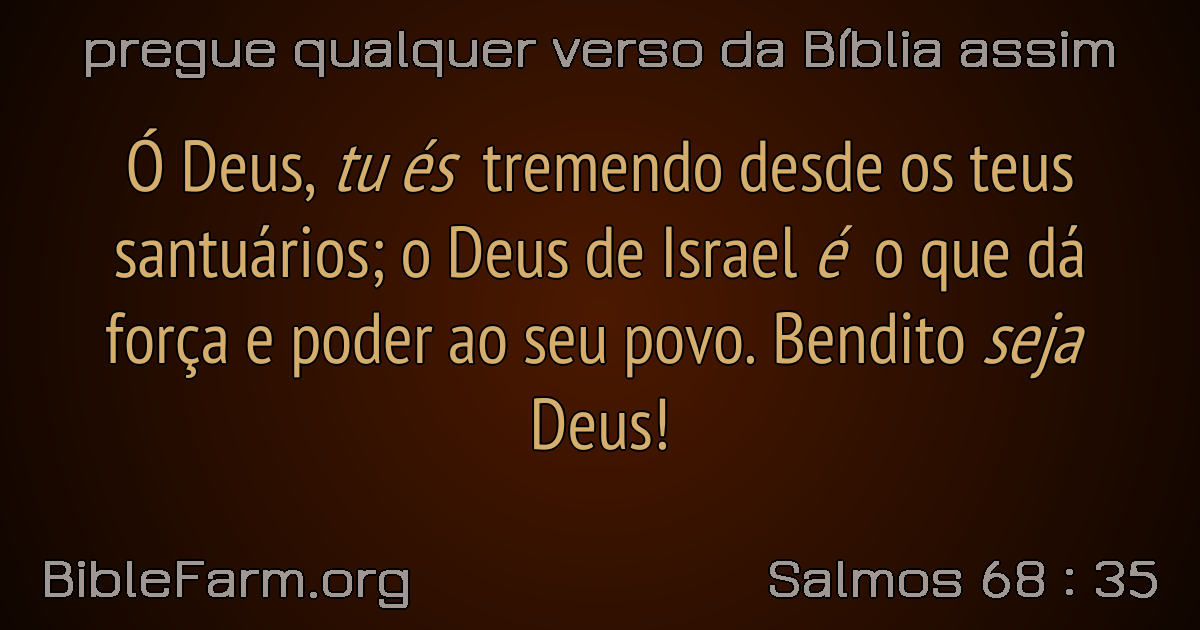 pregue qualquer verso da Bíblia assim
Ó Deus, tu és tremendo desde os teus
santuários; o Deus de Israel é o que dá
força e poder ao seu povo. Bendito seja
Deus!
BibleFarm.org
Salmos 68 : 35